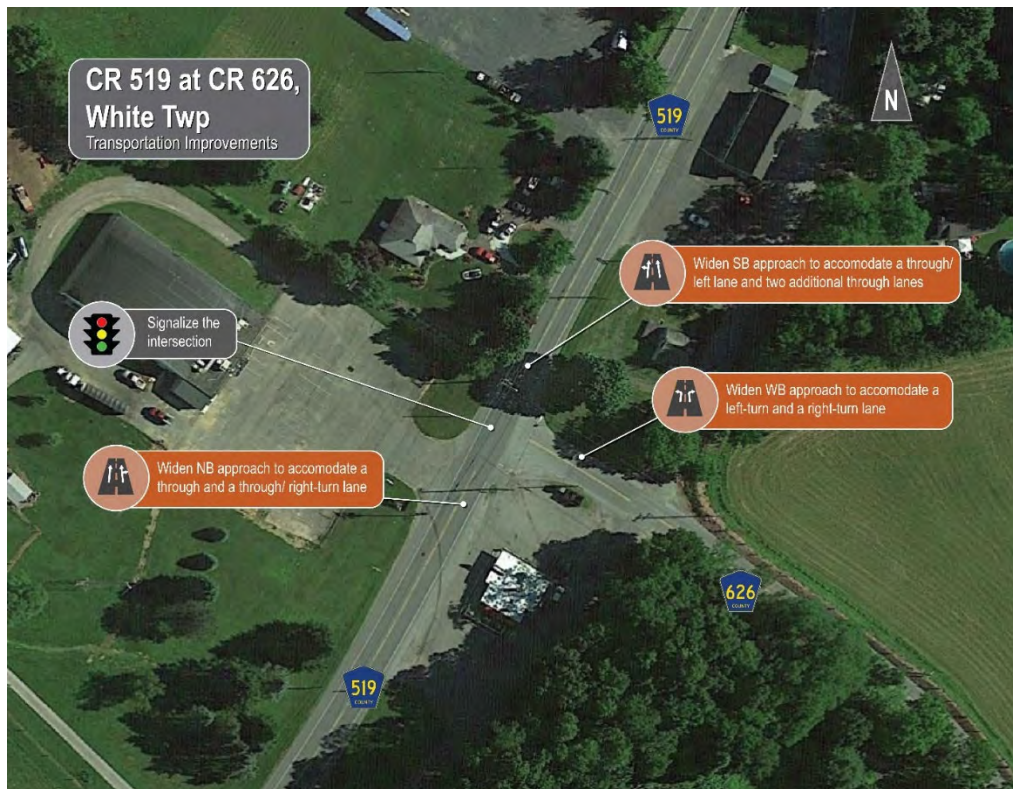 CR 519 at CR 626,
White Twp
Transportation Improvements
N
519
COUNTY
Widen SB approach to accomodate a through/
left lane and two additional through lanes
Signalize the
intersection
Widen WB approach to accomodate a
left-turn and a right-turn lane
Widen NB approach to accomodate a
through and a through/ right-turn lane
626
COUNTY
519
COUNTY